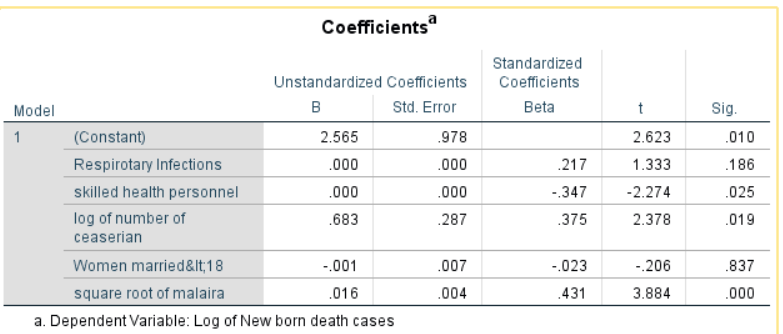 Coefficientsa
Unstandardized Coefficients Standardized Coefficients
Model B Std. Error Beta t Sig.
1 (Constant) 2.565 .978 2.623 .010
Respirotary Infections .000 .000 .217 1.333 .186
skilled health personnel .000 .000 -.347 -2.274 .025
log of number of ceaserian .683 .287 .375 2.378 .019
Women married&lt;18 -.001 .007 -.023 -.206 .837
square root of malaira .016 .004 .431 3.884 .000
a. Dependent Variable: Log of New born death cases